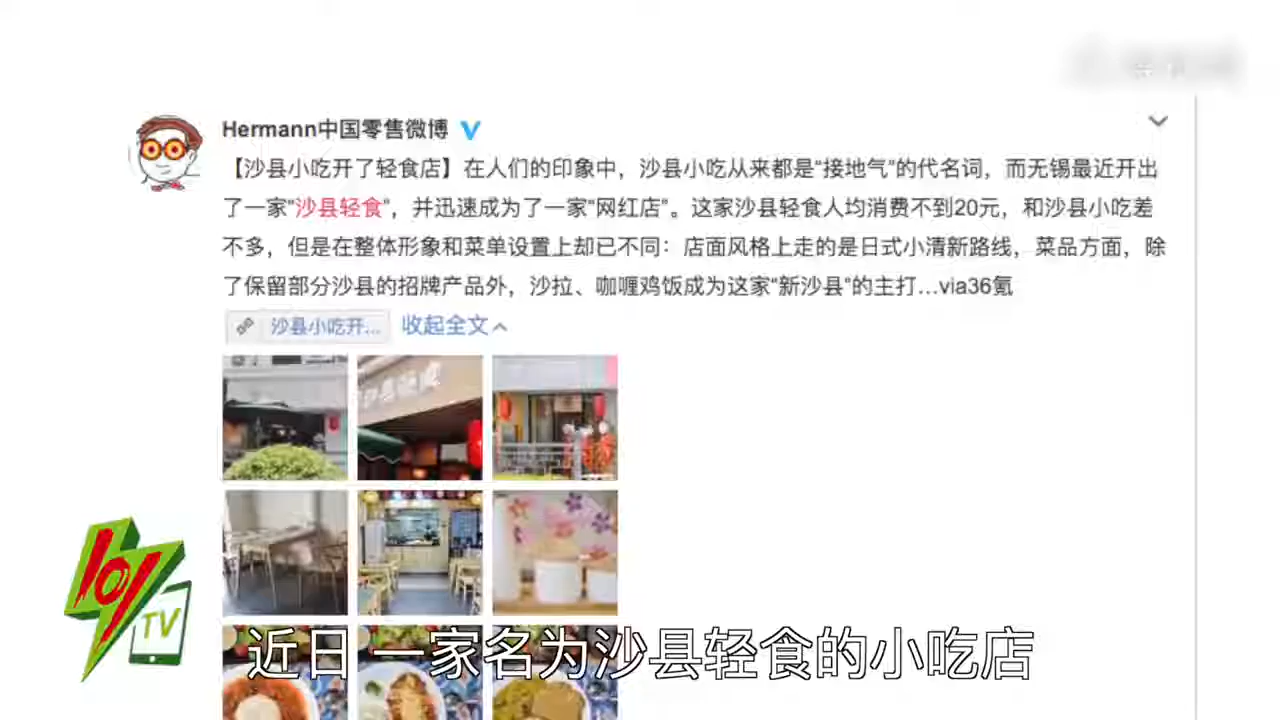 Hermann中国零售微博
【沙县小吃开了轻食店】在人们的印象中，沙县小吃从来都是“接地气”的代名词，而无锡最近开出
了一家“沙县轻食”，并迅速成为了一家“网红店”。这家沙县轻食人均消费不到20元，和沙县小吃差
不多，但是在整体形象和菜单设置上却已不同：店面风格上走的是日式小清新路线，菜品方面，除
了保留部分沙县的招牌产品外，沙拉、咖喱鸡饭成为这家“新沙县”的主打...via36氪
沙县小吃开... 收起全文
TV
近日 一家名为沙县轻食的小吃店